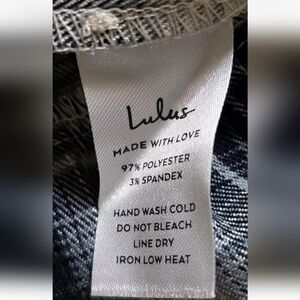 Lulus
MADE WITH LOVE
97% POLYESTER
3% SPANDEX
HAND WASH COLD
DO NOT BLEACH
LINE DRY
IRON LOW HEAT